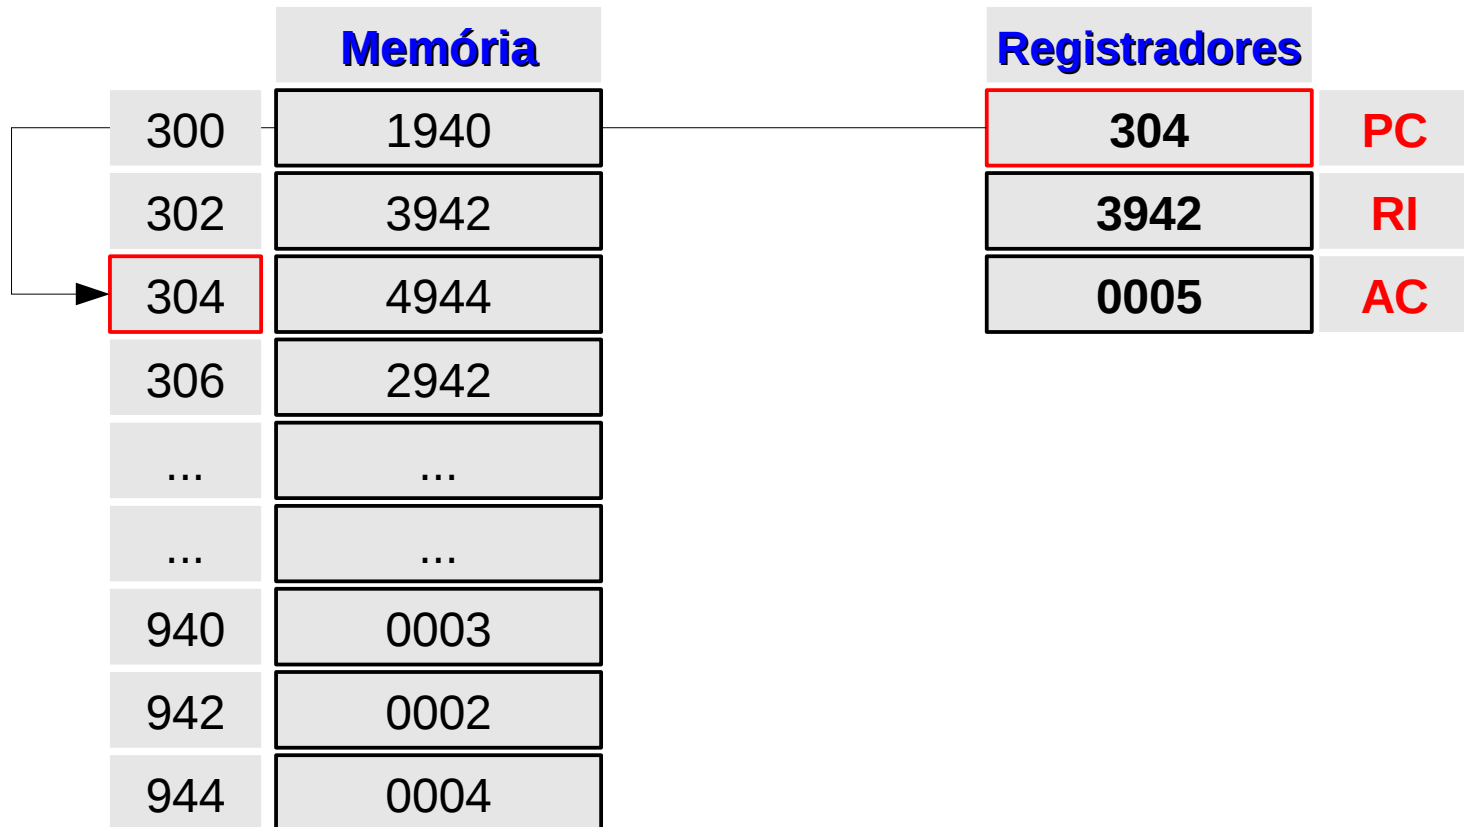 Memória Registradores
300 1940 304 PC
302 3942 3942 RI
304 4944 0005 AC
306 2942
... ...
... ...
940 0003
942 0002
944 0004